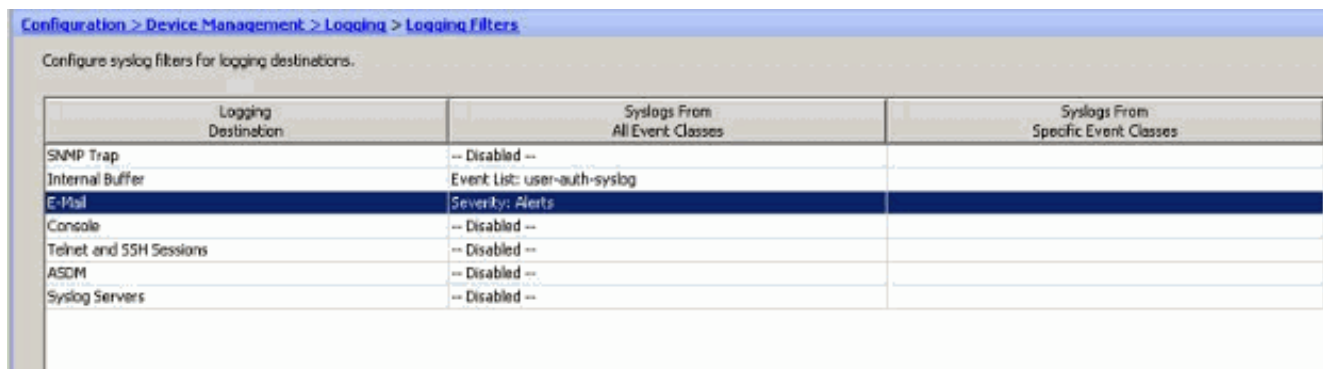 Configuration > Device Management > Logging > Logging Filters
Configure syslog filters for logging destinations.
Logging Destination Syslogs From All Event Classes Syslogs From Specific Event Classes
SNMP Trap -- Disabled --
Internal Buffer Event List: user-auth-syslog
E-Mail Severity: Alerts
Console -- Disabled --
Telnet and SSH Sessions -- Disabled --
ASDM -- Disabled --
Syslog Servers -- Disabled --